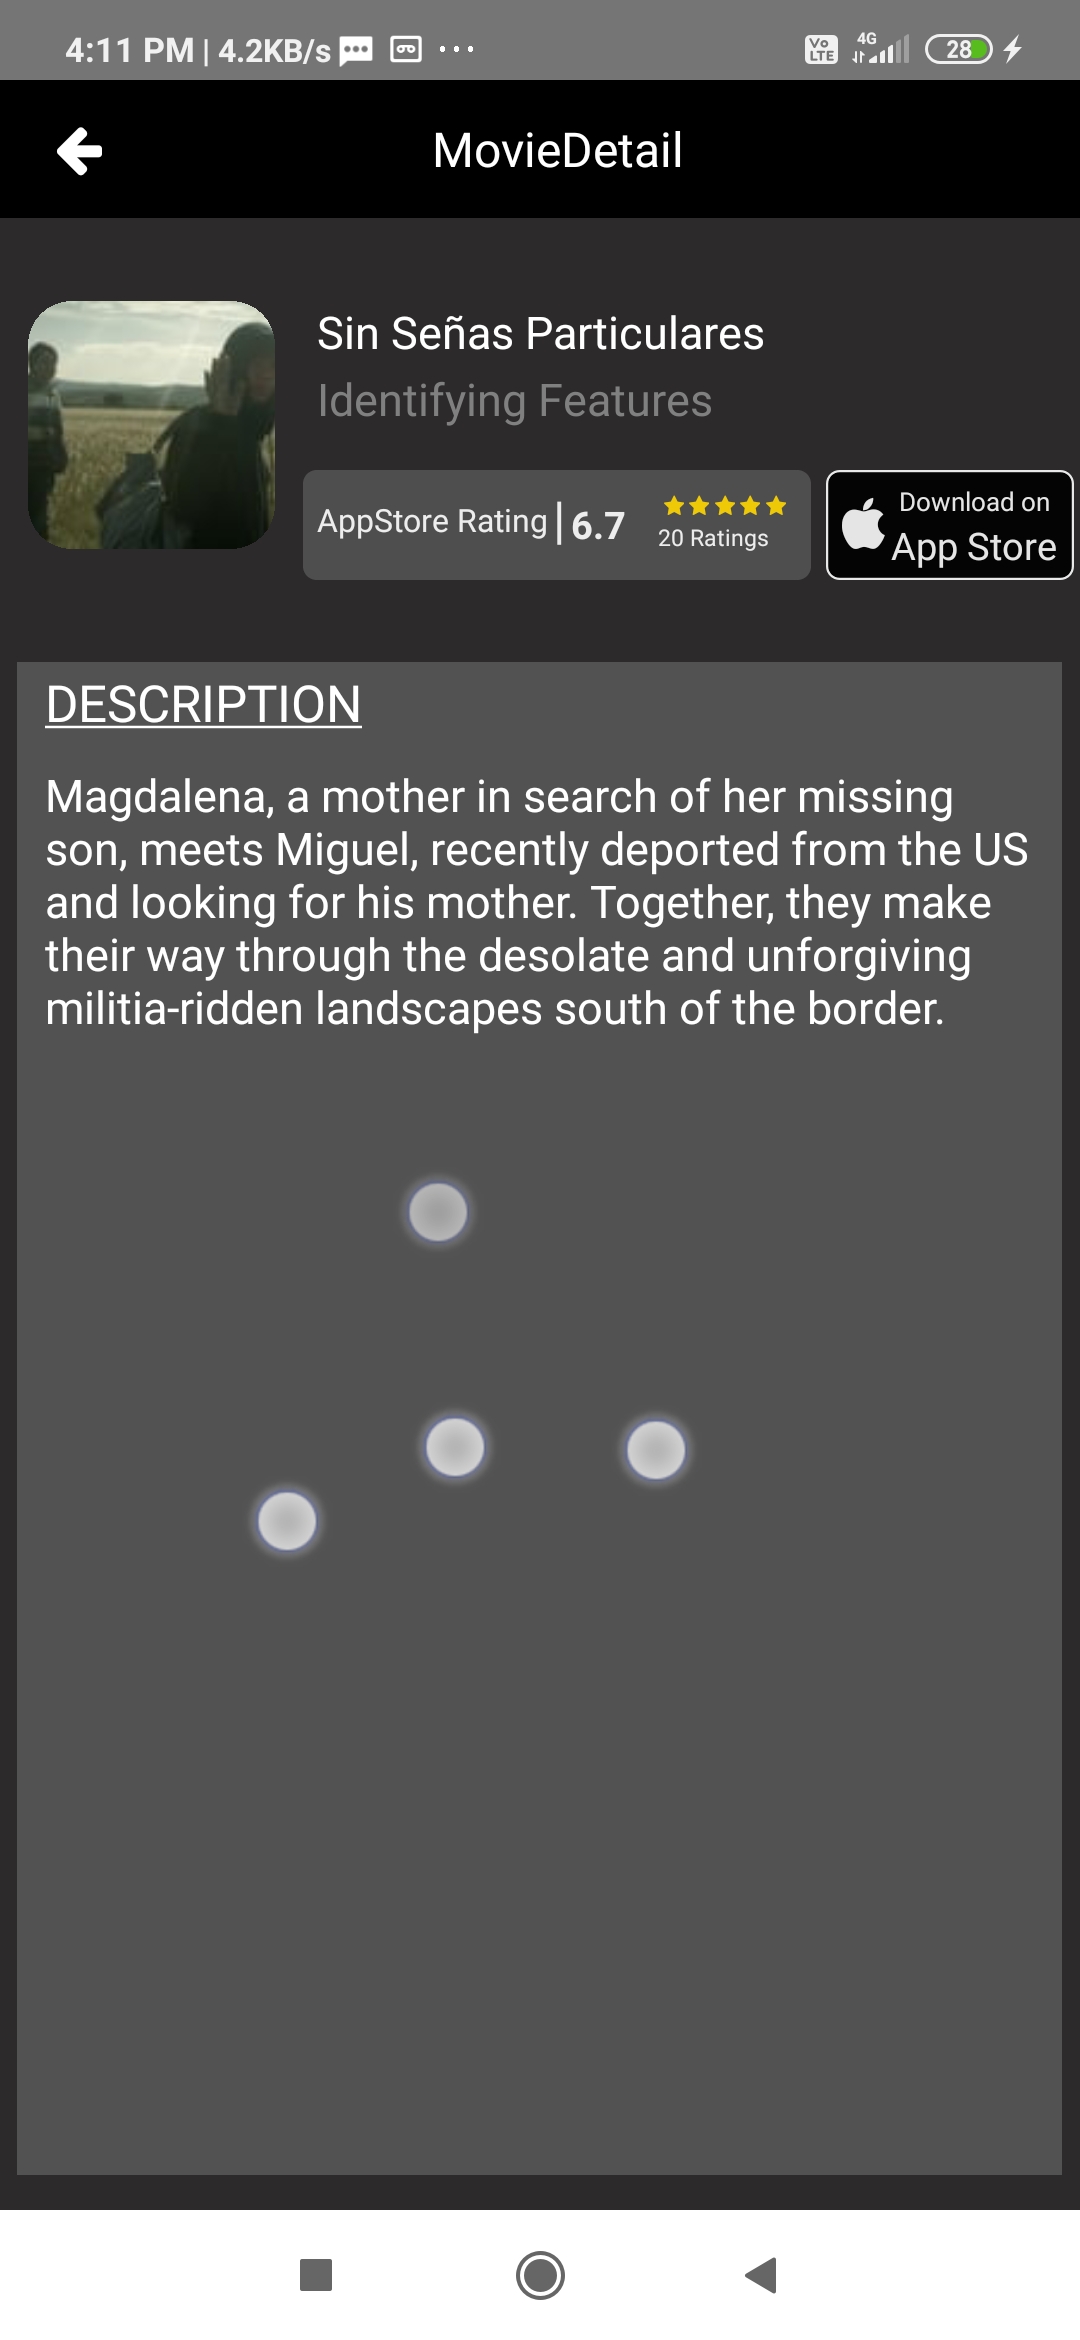 4:11 PM | 4.2KB/s
Vo LTE 4G 28
MovieDetail
Sin Señas Particulares
Identifying Features
AppStore Rating | 6.7
20 Ratings
Download on
App Store
DESCRIPTION
Magdalena, a mother in search of her missing
son, meets Miguel, recently deported from the US
and looking for his mother. Together, they make
their way through the desolate and unforgiving
militia-ridden landscapes south of the border.